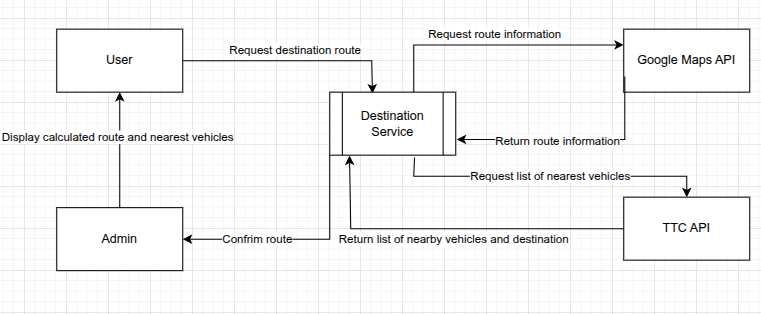 Request route information
Request destination route
User
Google Maps API
Destination
Service
Display calculated route and nearest vehicles
Return route information
Request list of nearest vehicles
TTC API
Admin
Confrim route
Return list of nearby vehicles and destination